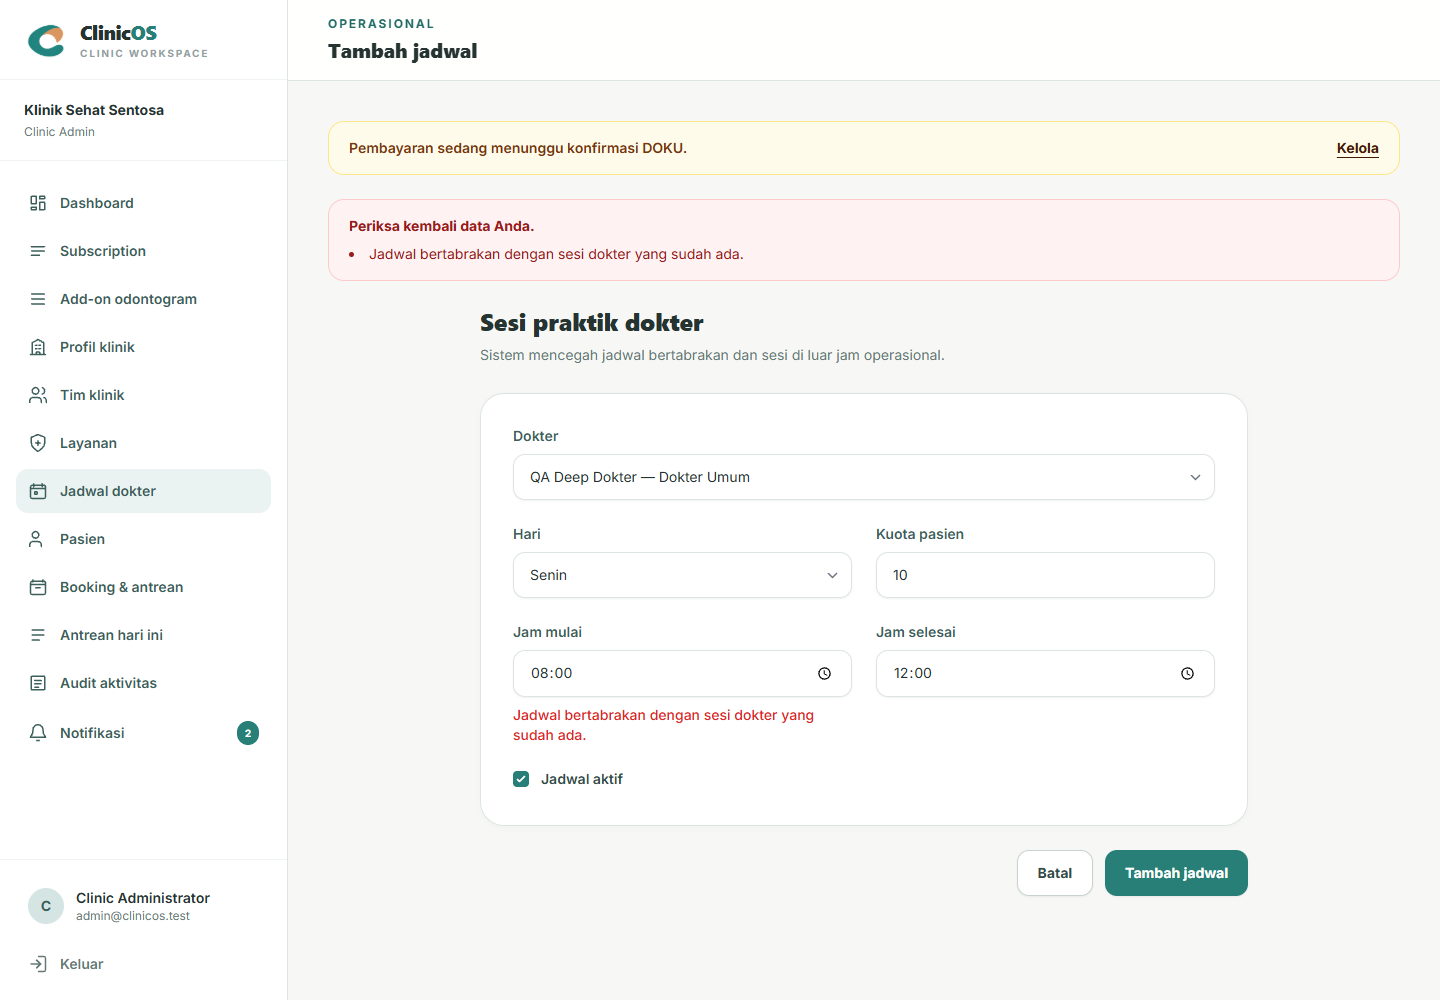 ClinicOS
CLINIC WORKSPACE
Klinik Sehat Sentosa
Clinic Admin
Dashboard
Subscription
Add-on odontogram
Profil klinik
Tim klinik
Layanan
Jadwal dokter
Pasien
Booking & antrean
Antrean hari ini
Audit aktivitas
Notifikasi 2
C
Clinic Administrator
admin@clinicos.test
Keluar
OPERASIONAL
Tambah jadwal
Pembayaran sedang menunggu konfirmasi DOKU. Kelola
Periksa kembali data Anda.
• Jadwal bertabrakan dengan sesi dokter yang sudah ada.
Sesi praktik dokter
Sistem mencegah jadwal bertabrakan dan sesi di luar jam operasional.
Dokter
QA Deep Dokter — Dokter Umum
Hari Kuota pasien
Senin 10
Jam mulai Jam selesai
08:00 12:00
Jadwal bertabrakan dengan sesi dokter yang
sudah ada.
Jadwal aktif
Batal Tambah jadwal